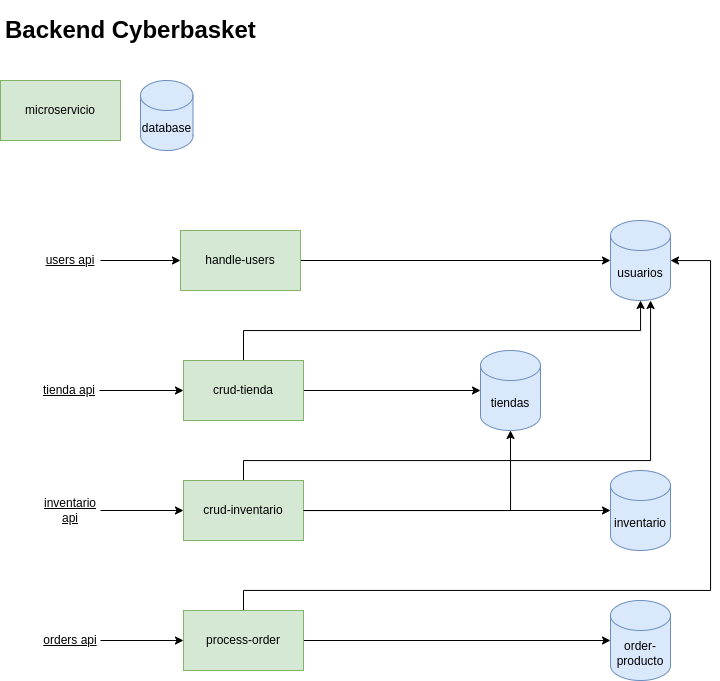 Backend Cyberbasket
microservicio
database
users api
handle-users
usuarios
tienda api
crud-tienda
tiendas
inventario
api
crud-inventario
inventario
orders api
process-order
order-
producto